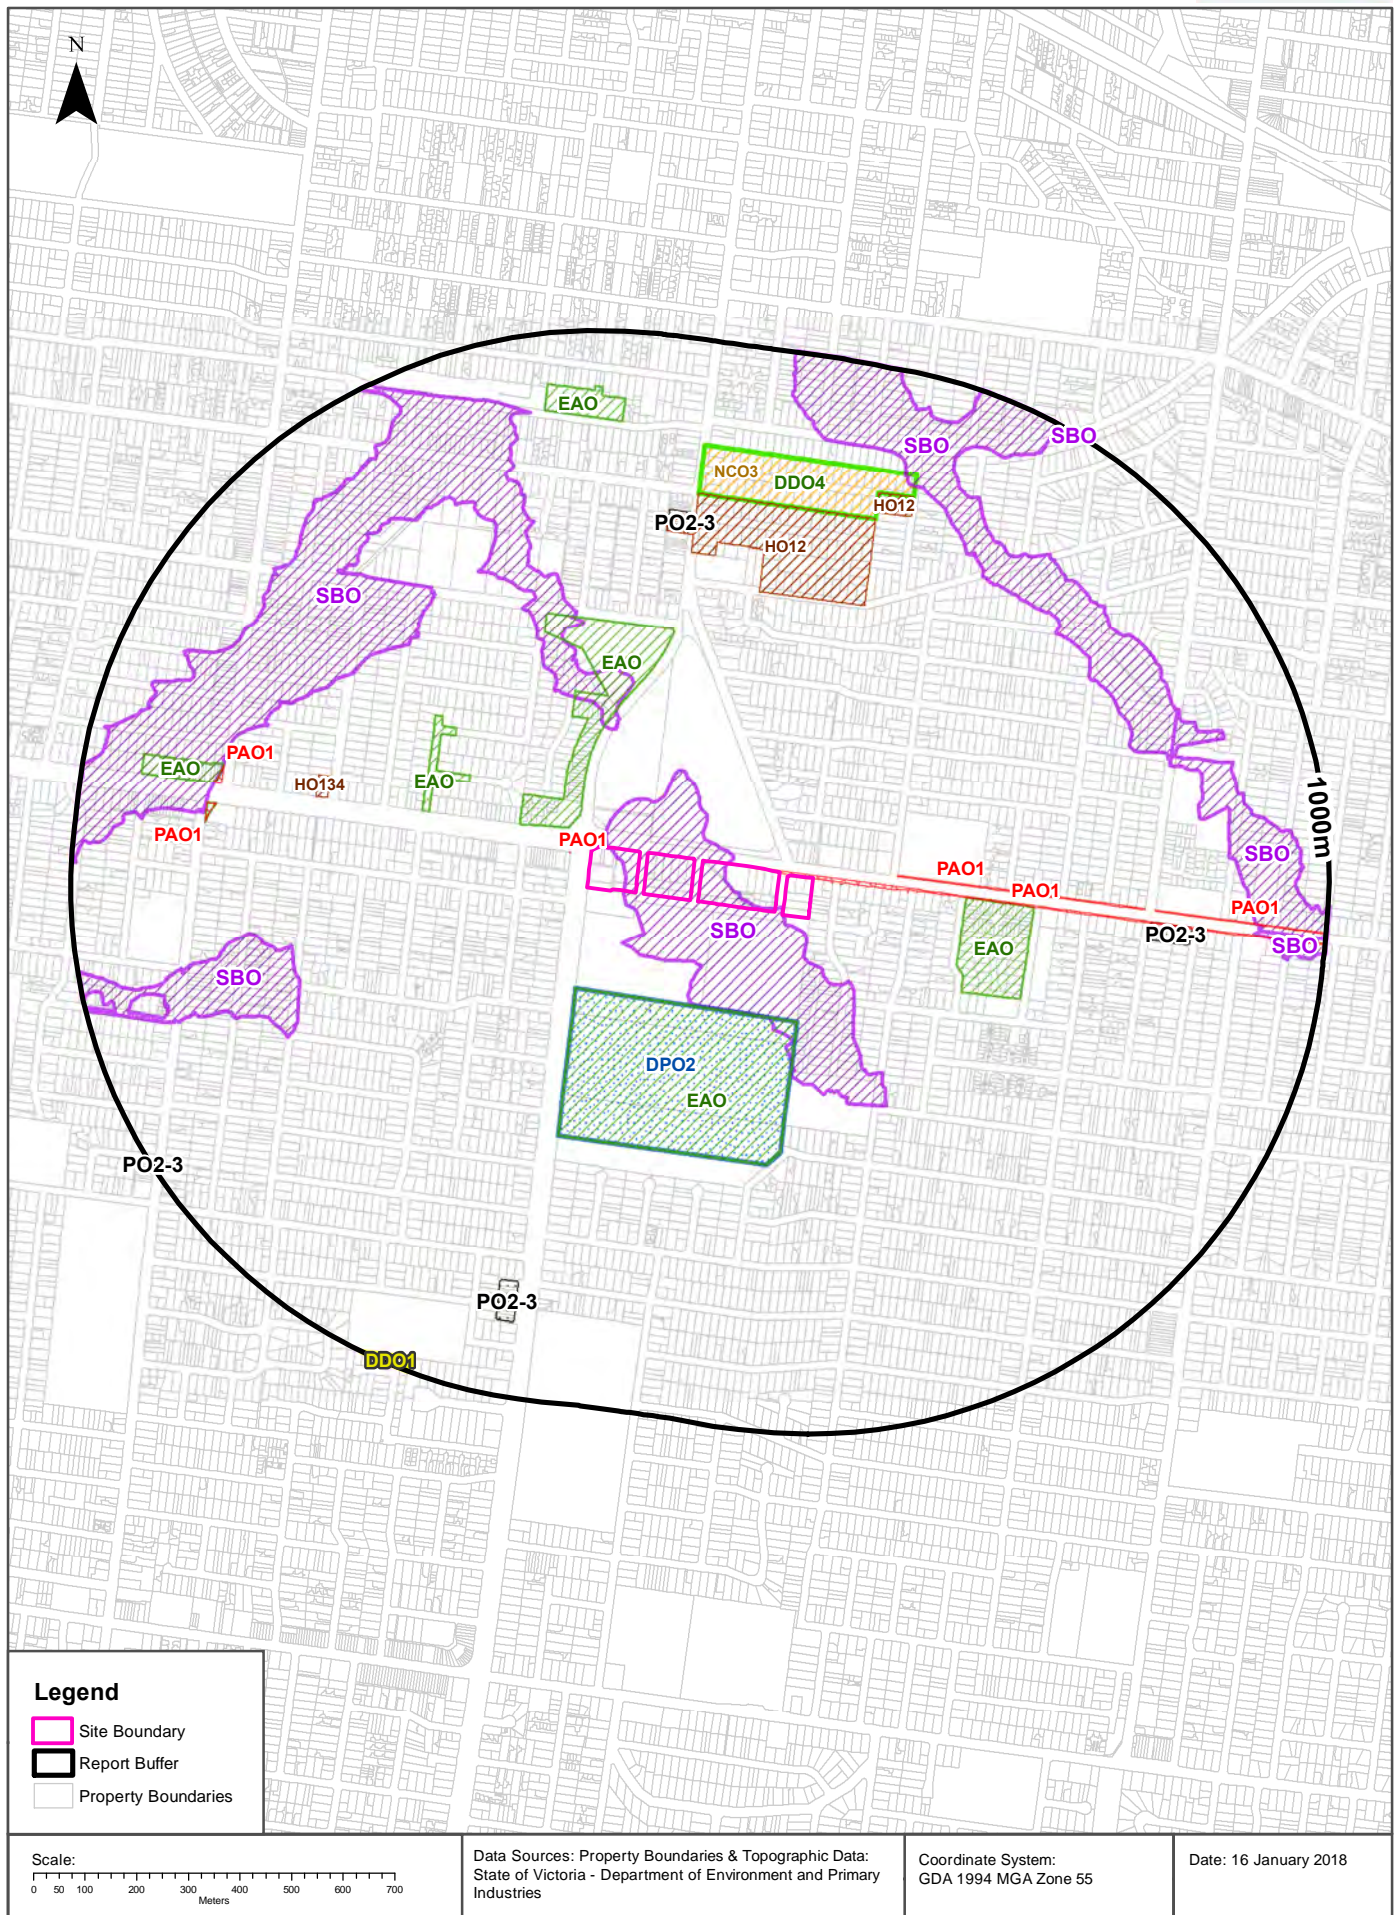 N
EAO
SBO
SBO
NCO3
DDO4
HO12
PO2-3
HO12
SBO
EAO
PAO1
EAO
HO134
EAO
1000m
PAO1
PAO1
SBO
PAO1
PAO1
PAO1
SBO
PO2-3
SBO
EAO
SBO
DPO2
EAO
PO2-3
PO2-3
DDO1
Legend
Site Boundary
Report Buffer
Property Boundaries
Scale:
0 50 100 200 300 400 500 600 700
Meters
Data Sources: Property Boundaries & Topographic Data:
State of Victoria - Department of Environment and Primary
Industries
Coordinate System:
GDA 1994 MGA Zone 55
Date: 16 January 2018